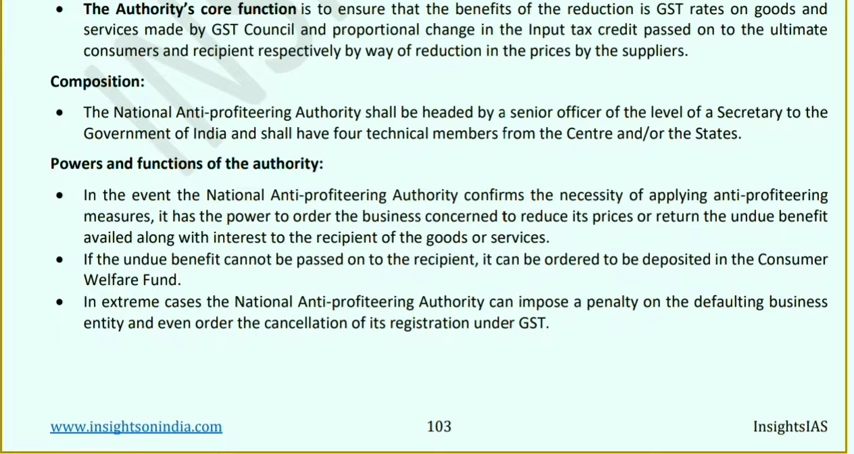 • The Authority's core function is to ensure that the benefits of the reduction is GST rates on goods and
services made by GST Council and proportional change in the Input tax credit passed on to the ultimate
consumers and recipient respectively by way of reduction in the prices by the suppliers.
Composition:
• The National Anti-profiteering Authority shall be headed by a senior officer of the level of a Secretary to the
Government of India and shall have four technical members from the Centre and/or the States.
Powers and functions of the authority:
• In the event the National Anti-profiteering Authority confirms the necessity of applying anti-profiteering
measures, it has the power to order the business concerned to reduce its prices or return the undue benefit
availed along with interest to the recipient of the goods or services.
• If the undue benefit cannot be passed on to the recipient, it can be ordered to be deposited in the Consumer
Welfare Fund.
• In extreme cases the National Anti-profiteering Authority can impose a penalty on the defaulting business
entity and even order the cancellation of its registration under GST.
www.insightsonindia.com 103 InsightsIAS